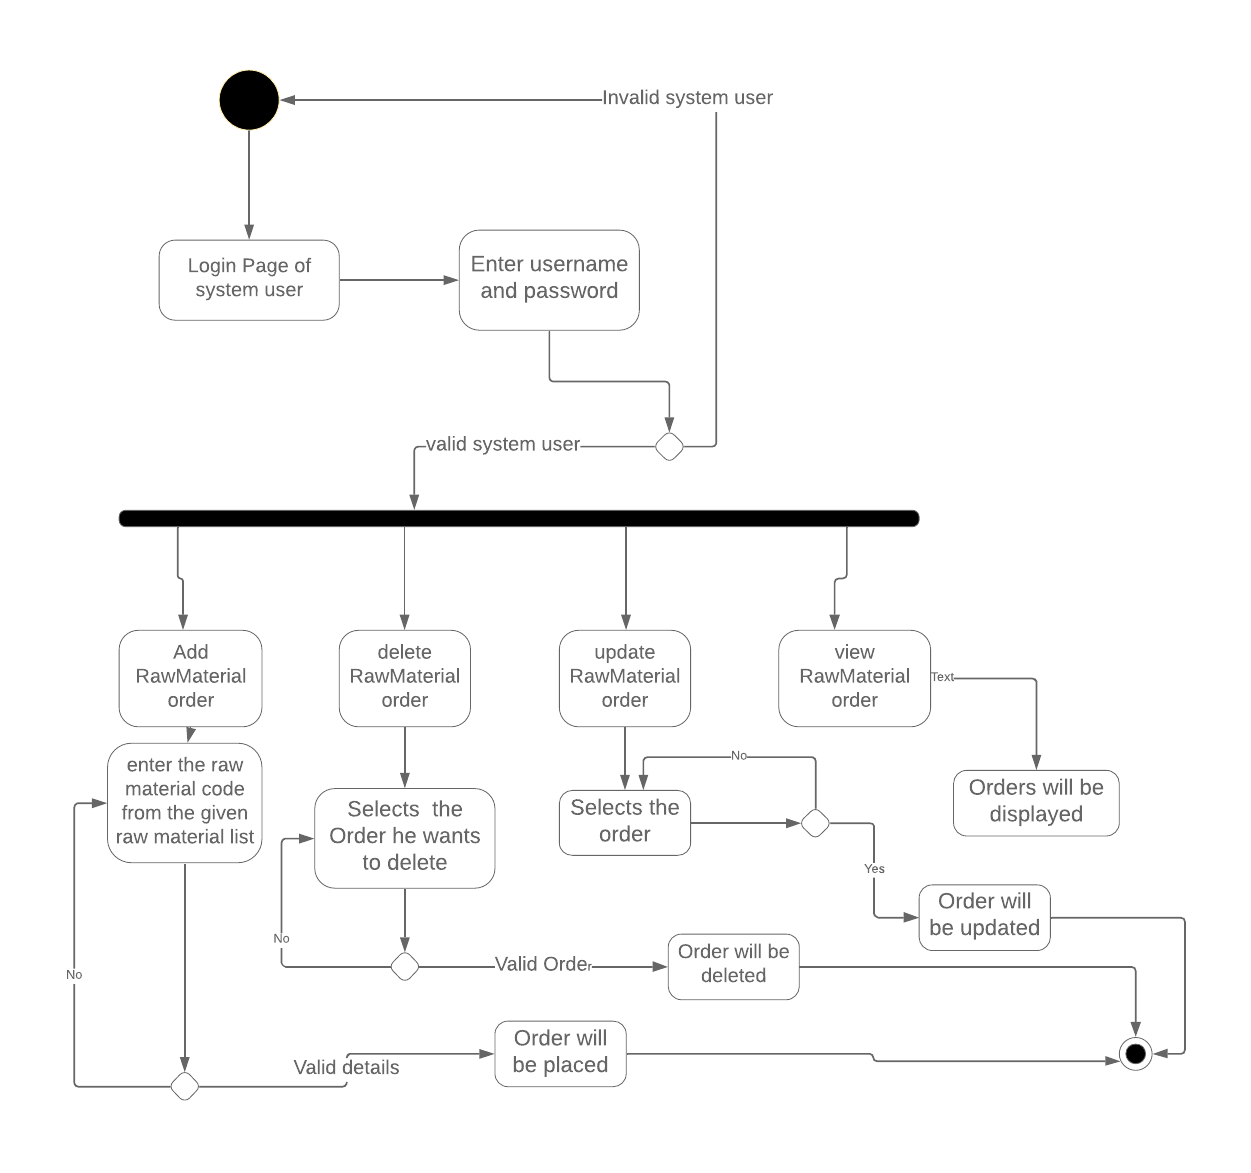 Invalid system user
Login Page of
system user
Enter username
and password
valid system user
Add
RawMaterial
order
delete
RawMaterial
order
update
RawMaterial
order
view
RawMaterial
order
Text
enter the raw
material code
from the given
raw material list
Selects the
Order he wants
to delete
No
Selects the
order
Orders will be
displayed
Yes
Order will
be updated
No
Valid Order
Order will be
deleted
No
Valid details
Order will
be placed